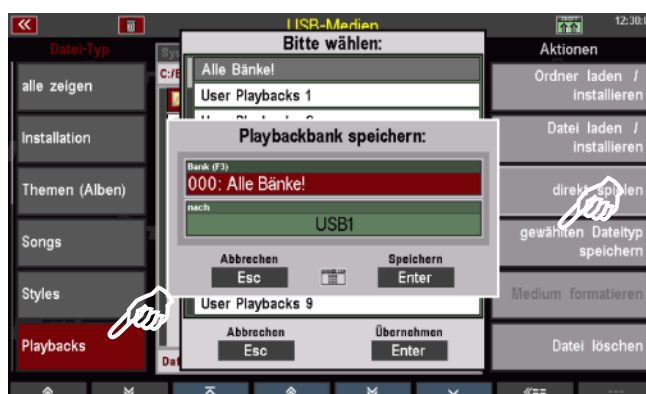 USB-Medien
12:30:
Datei-Typ
Bitte wählen:
Aktionen
alle zeigen
Installation
Themen (Alben)
Songs
Styles
Playbacks
C:/
Alle Bänke!
User Playbacks 1
Playbackbank speichern:
Bank (F3)
000: Alle Bänke!
nach
USB1
Abbrechen
Speichern
Esc
Enter
User Playbacks 9
Abbrechen
Übernehmen
Esc
Enter
Ordner laden /
installieren
Datei laden /
installieren
direkt spielen
gewählten Dateityp
speichern
Medium formatieren
Datei löschen